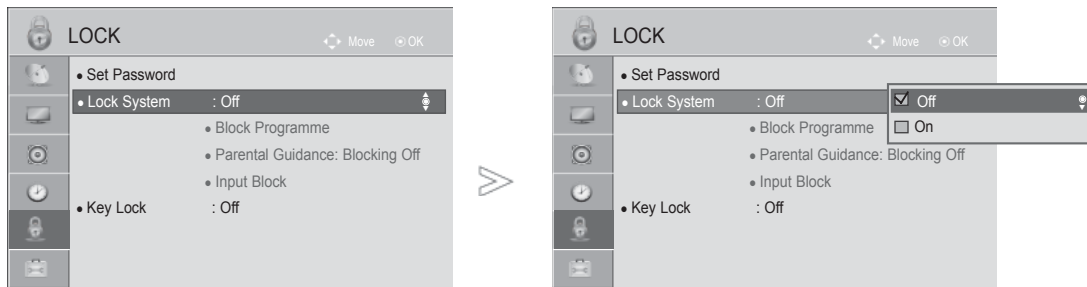 LOCK
Move OK
• Set Password
• Lock System : Off
• Block Programme
• Parental Guidance: Blocking Off
• Input Block
• Key Lock : Off
LOCK
Move OK
• Set Password
• Lock System : Off
Off
On
• Block Programme
• Parental Guidance: Blocking Off
• Input Block
• Key Lock : Off